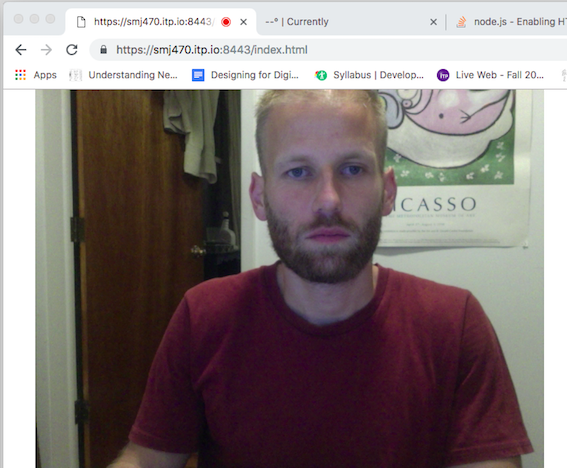 https://smj470.itp.io:8443/
--° | Currently
node.js - Enabling H
https://smj470.itp.io:8443/index.html
Apps
Understanding Ne...
Designing for Digi...
Syllabus | Develop...
Live Web - Fall 20...
ICASSO